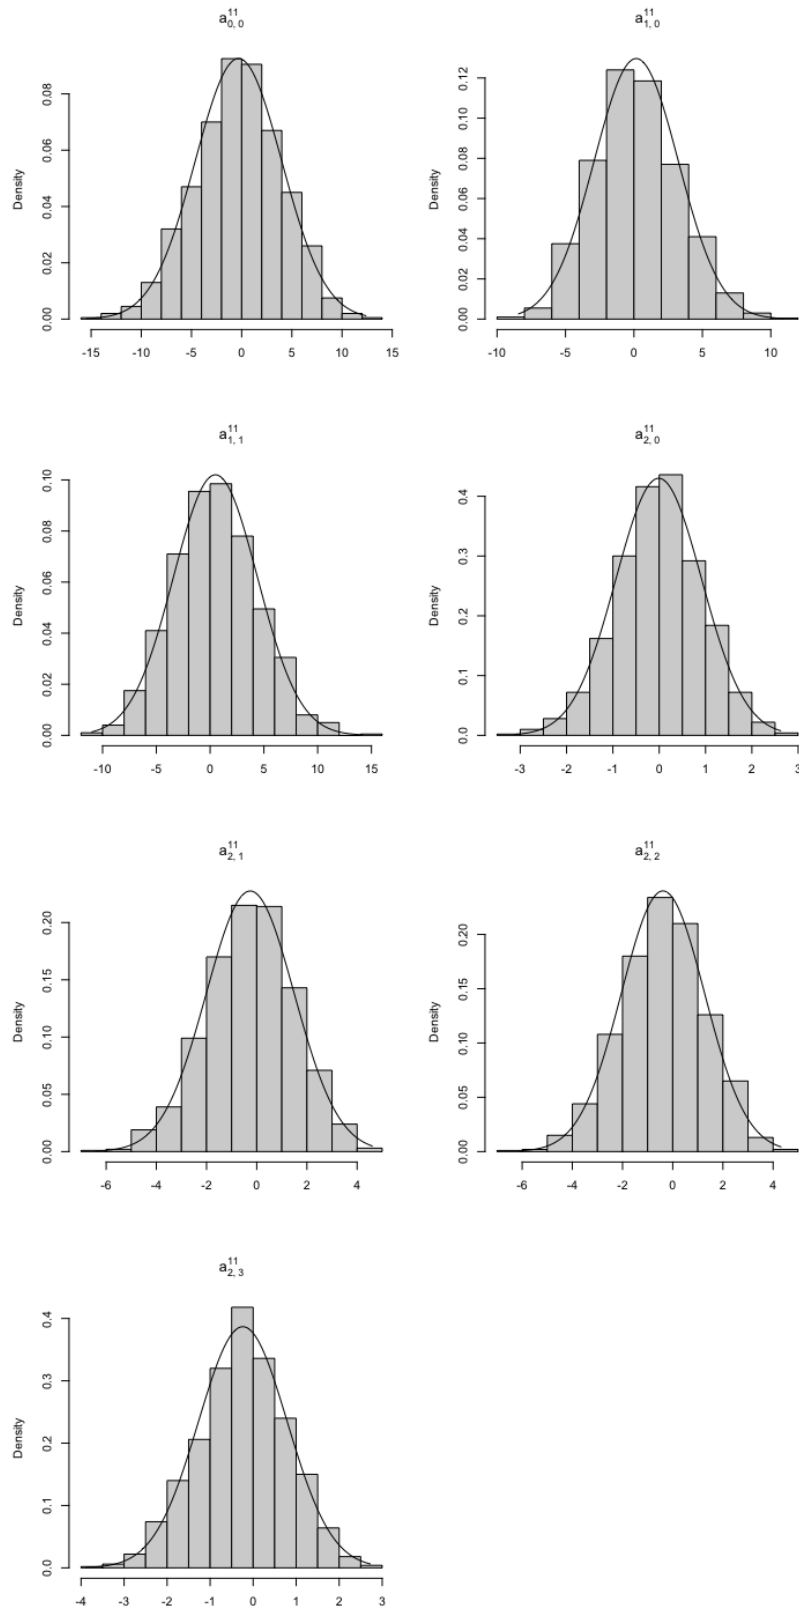 a 11 0, 0
Density
0.00 0.02 0.04 0.06 0.08
-15 -10 -5 0 5 10 15
a 11 1, 0
Density
0.00 0.02 0.04 0.06 0.08 0.10 0.12
-10 -5 0 5 10
a 11 1, 1
Density
0.00 0.02 0.04 0.06 0.08 0.10
-10 -5 0 5 10 15
a 11 2, 0
Density
0.0 0.1 0.2 0.3 0.4
-3 -2 -1 0 1 2 3
a 11 2, 1
Density
0.00 0.05 0.10 0.15 0.20
-6 -4 -2 0 2 4
a 11 2, 2
Density
0.00 0.05 0.10 0.15 0.20
-6 -4 -2 0 2 4
a 11 2, 3
Density
0.0 0.1 0.2 0.3 0.4
-4 -3 -2 -1 0 1 2 3